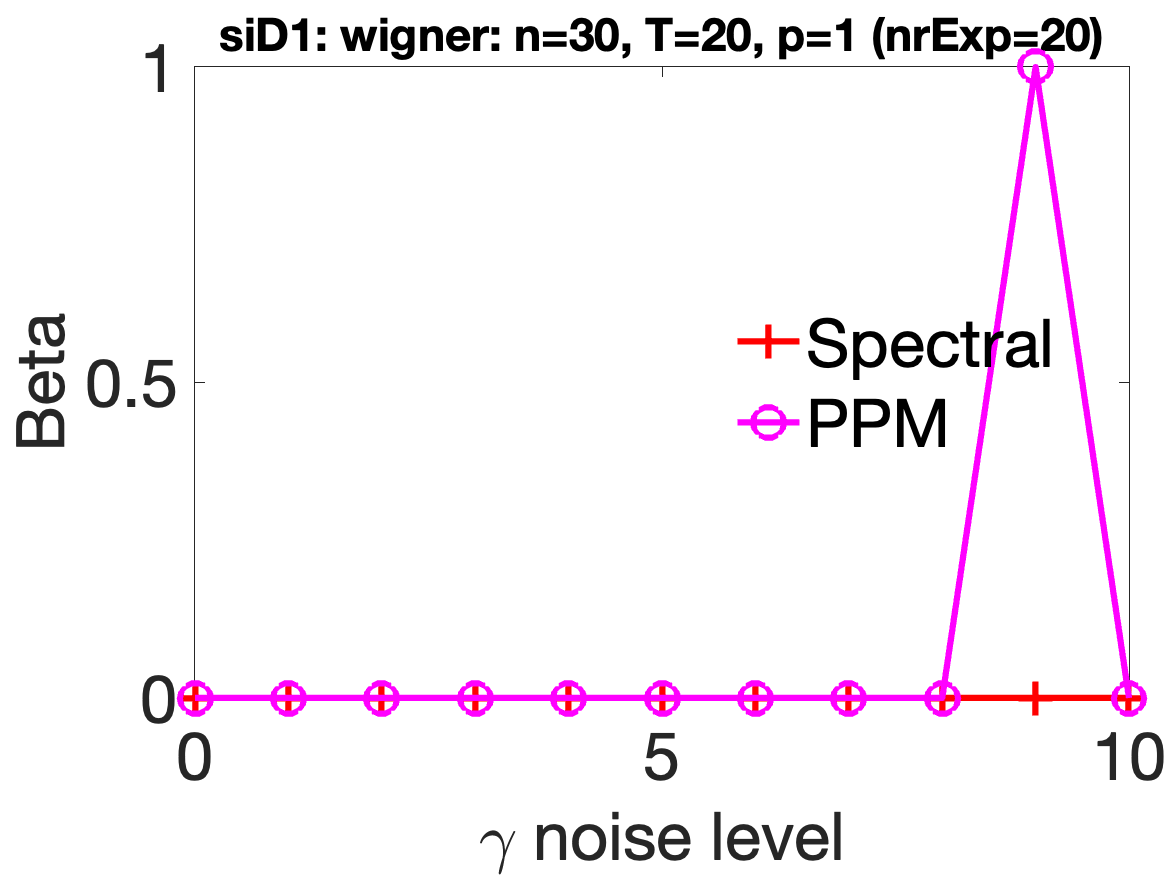 siD1: wigner: n=30, T=20, p=1 (nrExp=20)
1
0.5
0
Beta
Spectral
PPM
0 5 10
γ noise level